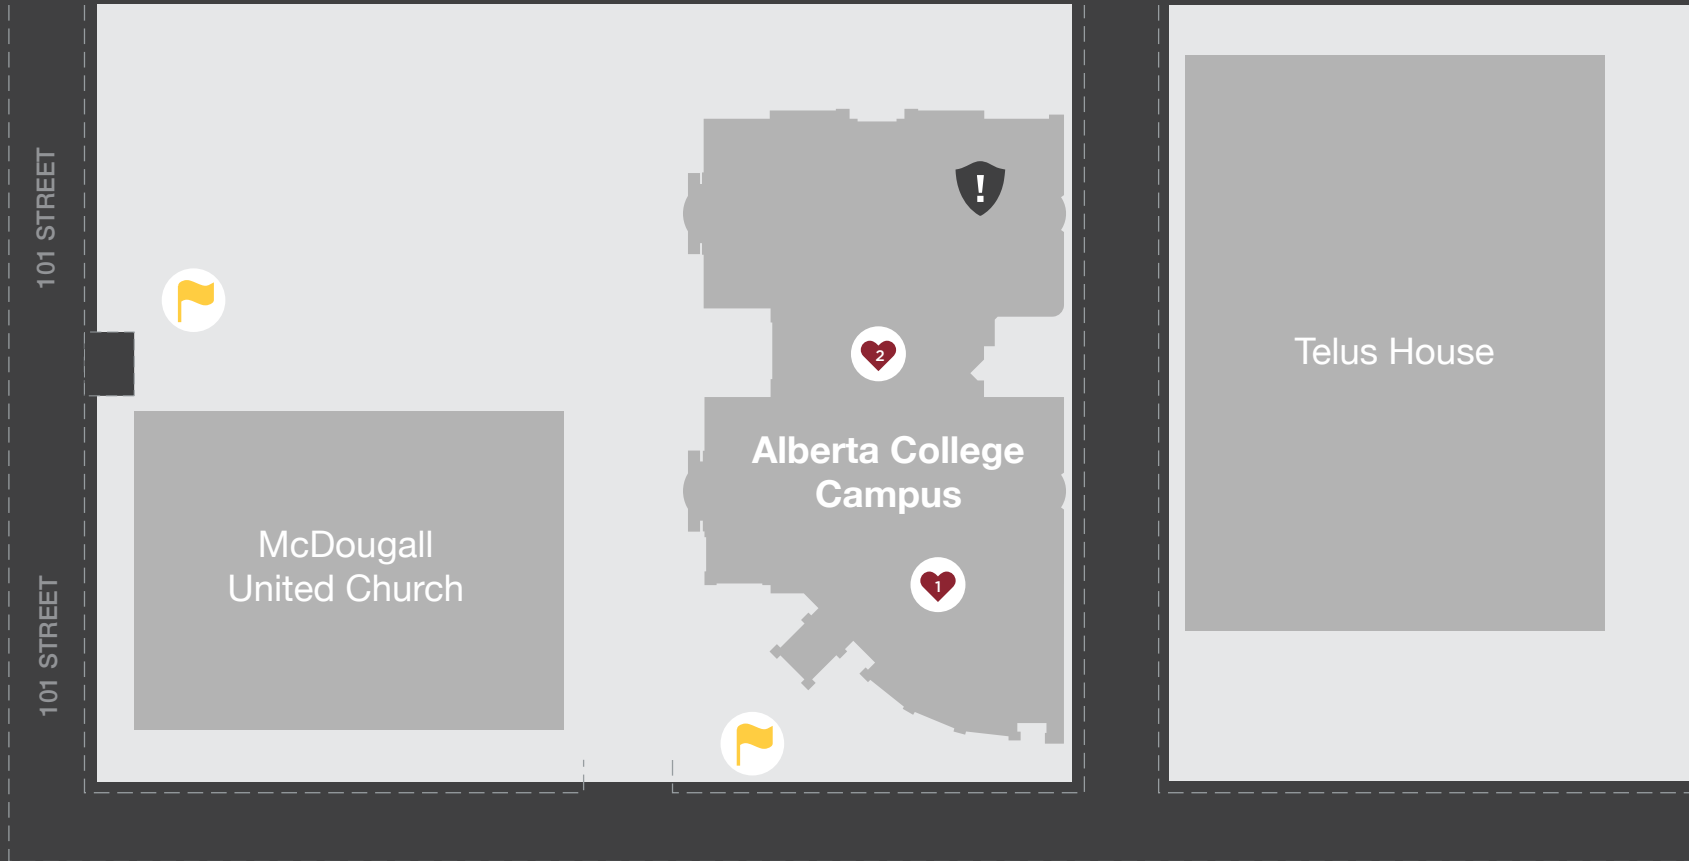 101 STREET
!
2
Telus House
Alberta College
Campus
McDougall
United Church
1
101 STREET